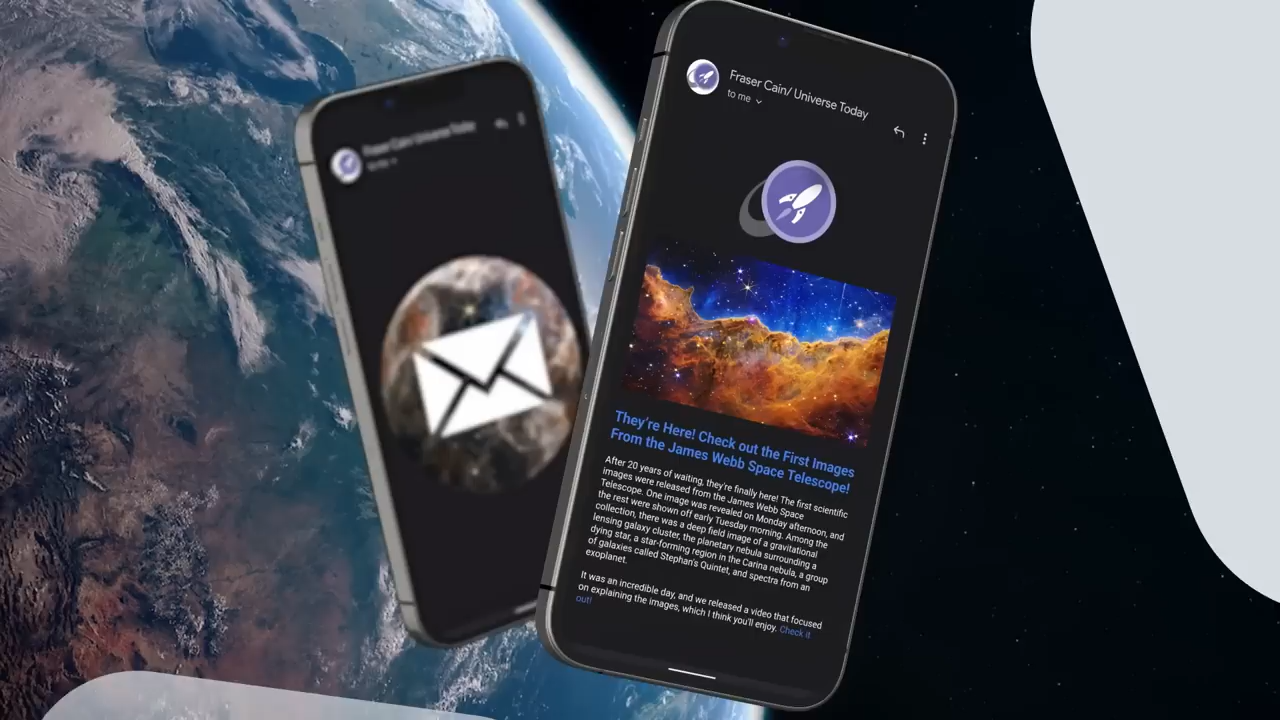 Fraser Cain/ Universe Today
to me
Fraser Cain/ Universe Today
to me
They're Here! Check out the First Images
From the James Webb Space Telescope!
After 20 years of waiting, they're finally here! The first scientific
images were released from the James Webb Space
Telescope. One image was revealed on Monday afternoon, and
the rest were shown off early Tuesday morning. Among the
collection, there was a deep field image of a gravitational
lensing galaxy cluster, the planetary nebula surrounding a
dying star, a star-forming region in the Carina nebula, a group
of galaxies called Stephan's Quintet, and spectra from an
exoplanet.
It was an incredible day, and we released a video that focused
on explaining the images, which I think you'll enjoy. Check it
out!